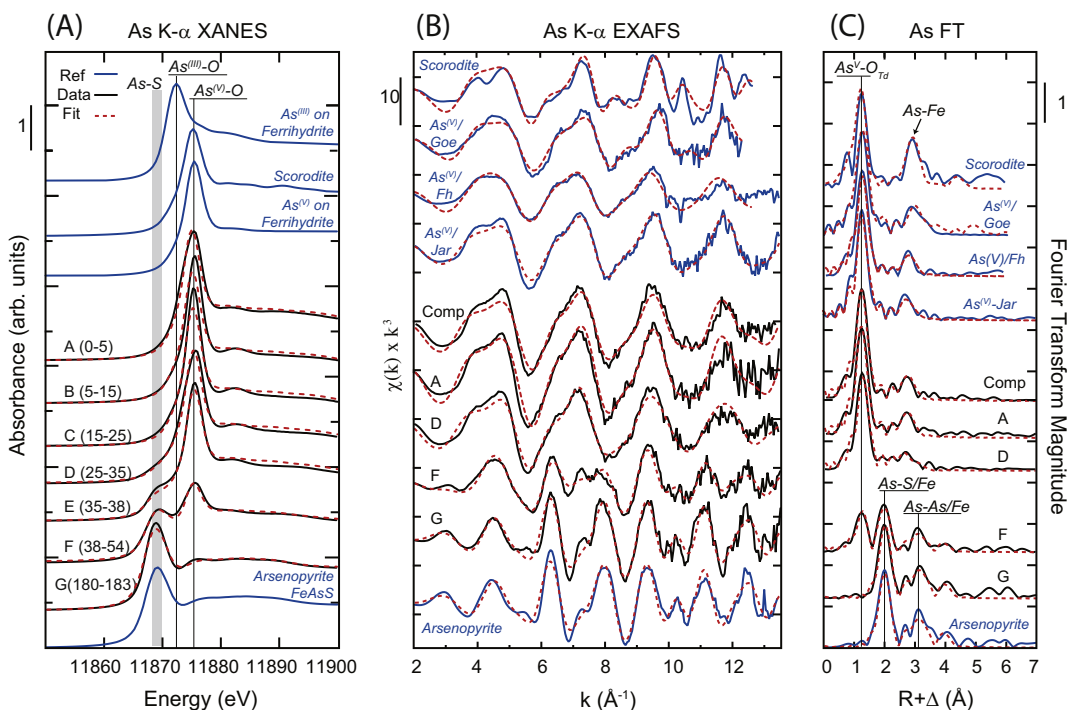 (A)
As K-α XANES
Ref
Data
Fit
As-S
As(III)-O
As(V)-O
1
As(III) on
Ferrihydrite
Scorodite
As(V) on
Ferrihydrite
A (0-5)
B (5-15)
C (15-25)
D (25-35)
E (35-38)
F (38-54)
G(180-183)
Arsenopyrite
FeAsS
Absorbance (arb. units)
11860 11870 11880 11890 11900
Energy (eV)
(B)
As K-α EXAFS
10
Scorodite
As(V)/
Goe
As(V)/
Fh
As(V)/
Jar
Comp
A
D
F
G
Arsenopyrite
χ(k) x k-3
2 4 6 8 10 12
k (Å-1)
(C)
As FT
AsV-OTd
As-Fe
1
Scorodite
As(V)/
Goe
As(V)/Fh
As(V)-Jar
Comp
A
D
As-S/Fe
As-As/Fe
F
G
Arsenopyrite
Fourier Transform Magnitude
0 1 2 3 4 5 6 7
R+Δ (Å)